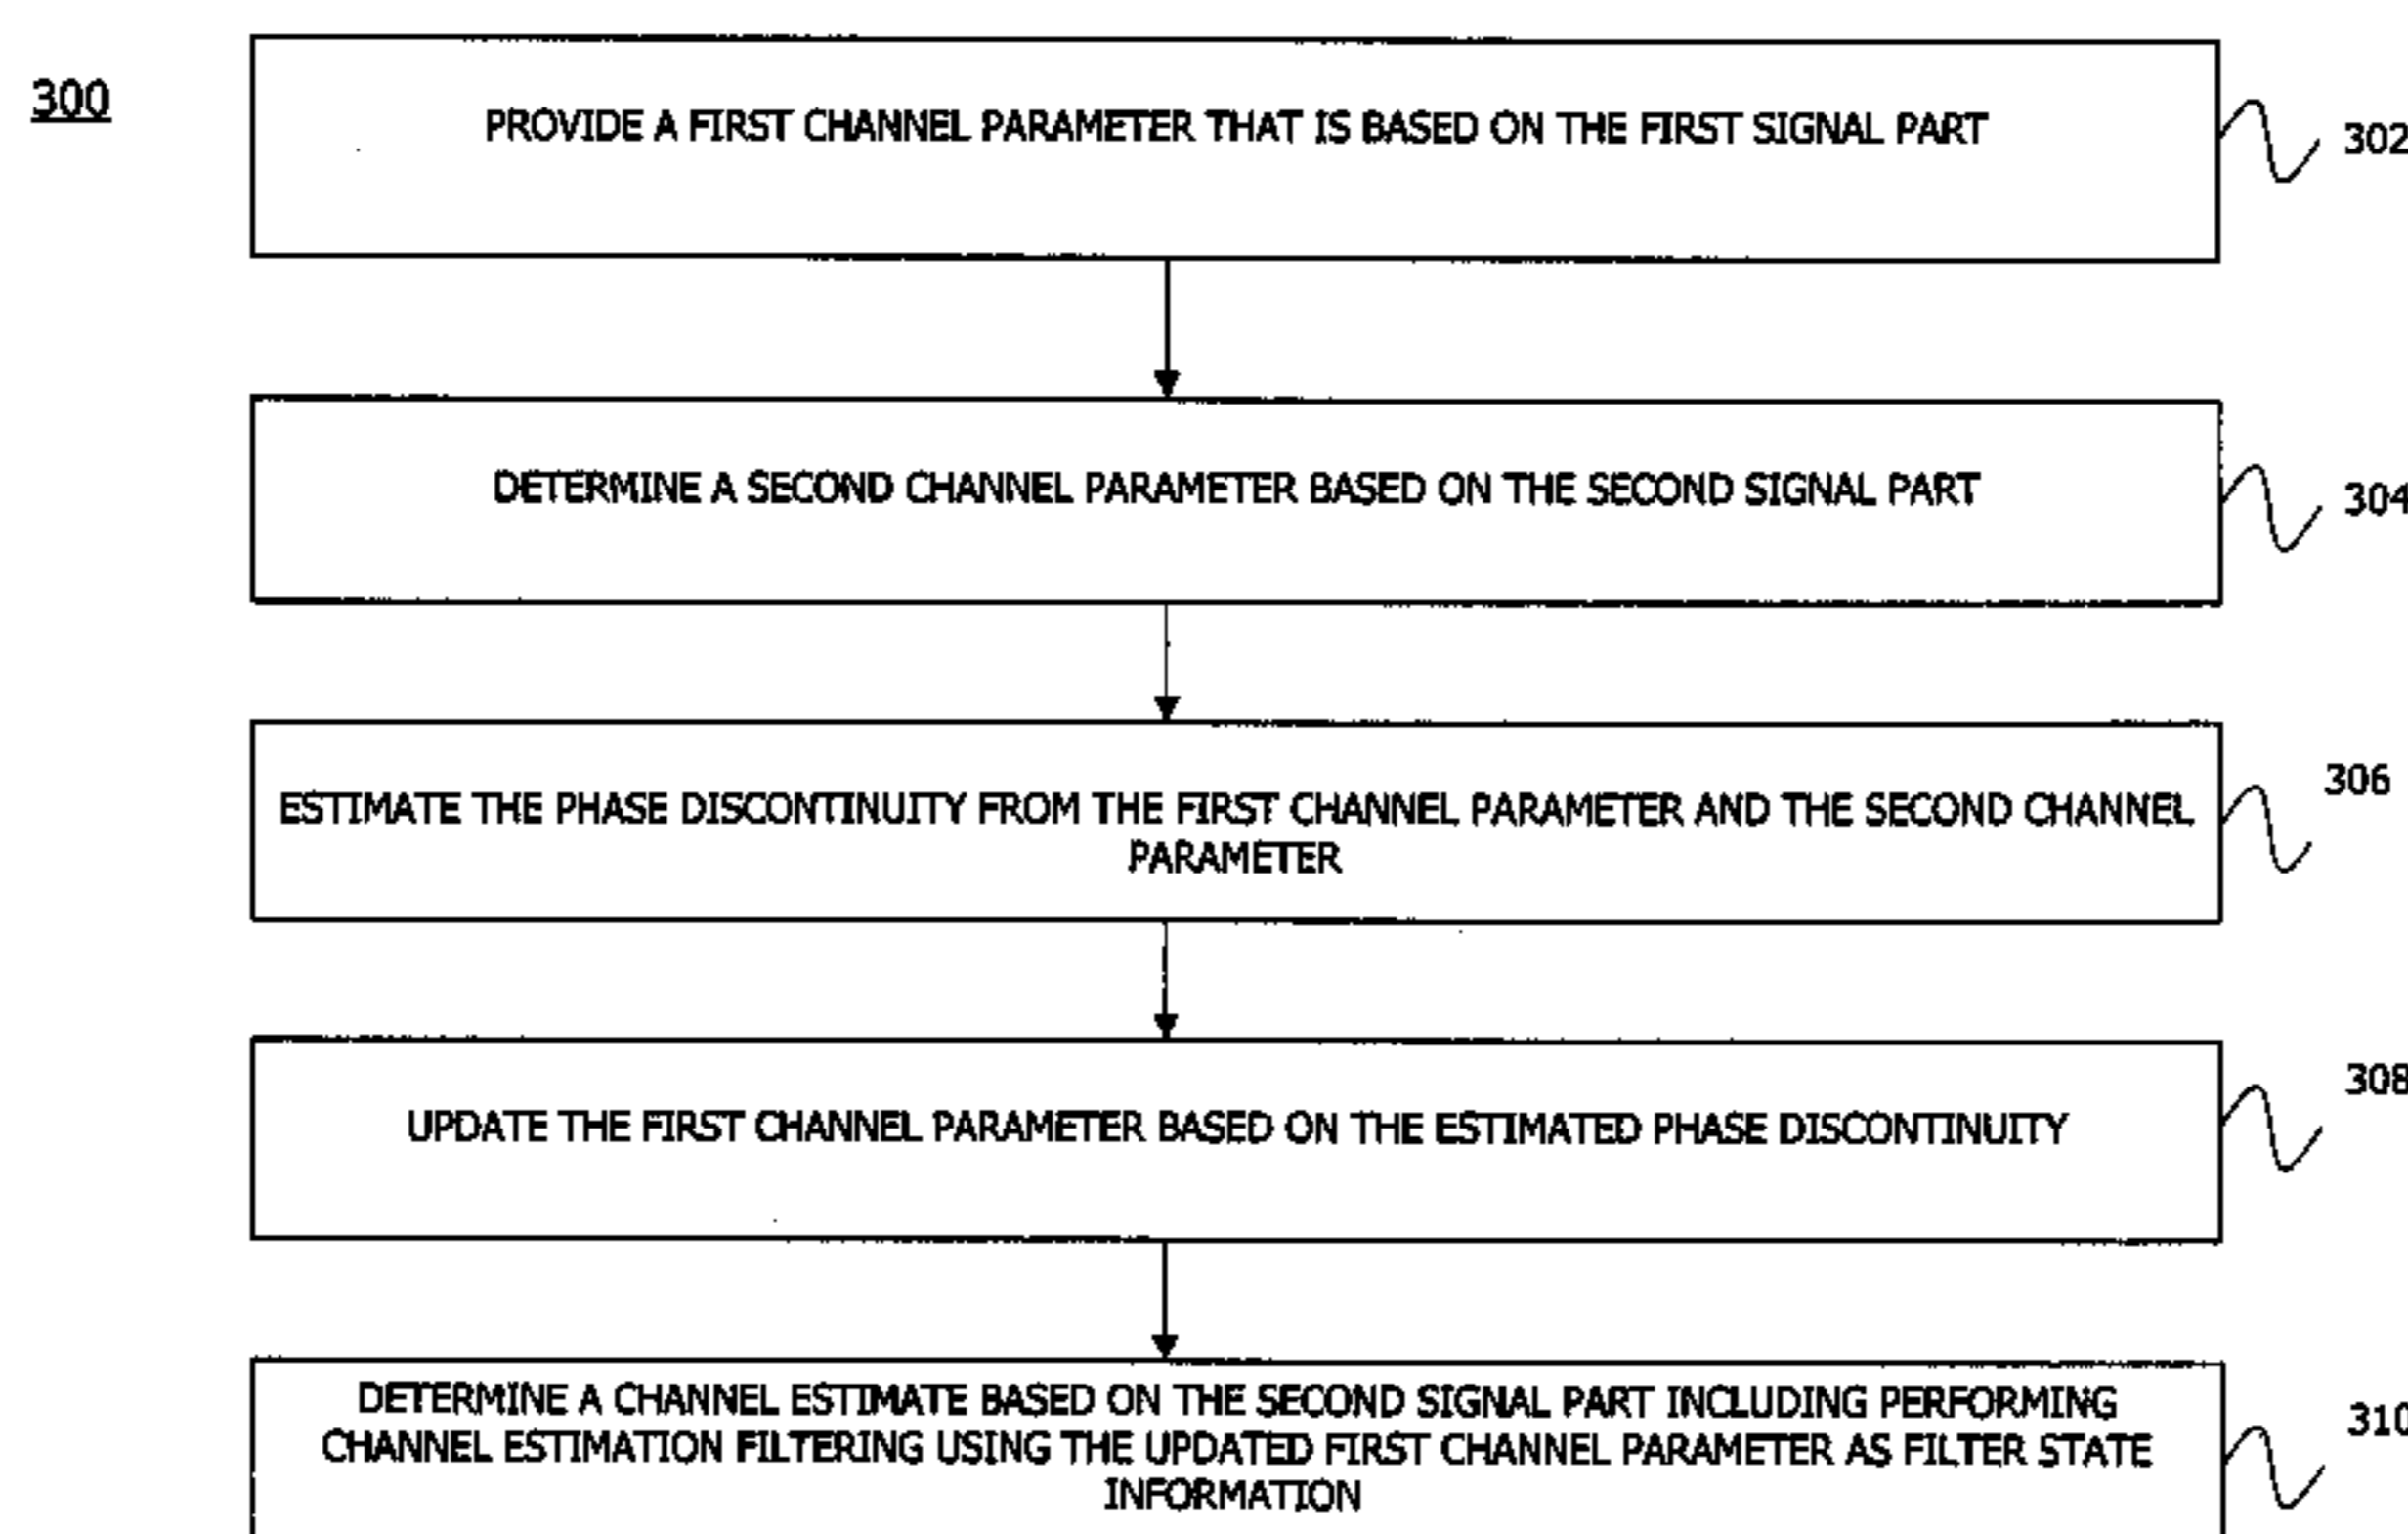 300
PROVIDE A FIRST CHANNEL PARAMETER THAT IS BASED ON THE FIRST SIGNAL PART
302
DETERMINE A SECOND CHANNEL PARAMETER BASED ON THE SECOND SIGNAL PART
304
ESTIMATE THE PHASE DISCONTINUITY FROM THE FIRST CHANNEL PARAMETER AND THE SECOND CHANNEL
PARAMETER
306
UPDATE THE FIRST CHANNEL PARAMETER BASED ON THE ESTIMATED PHASE DISCONTINUITY
308
DETERMINE A CHANNEL ESTIMATE BASED ON THE SECOND SIGNAL PART INCLUDING PERFORMING
CHANNEL ESTIMATION FILTERING USING THE UPDATED FIRST CHANNEL PARAMETER AS FILTER STATE
INFORMATION
310